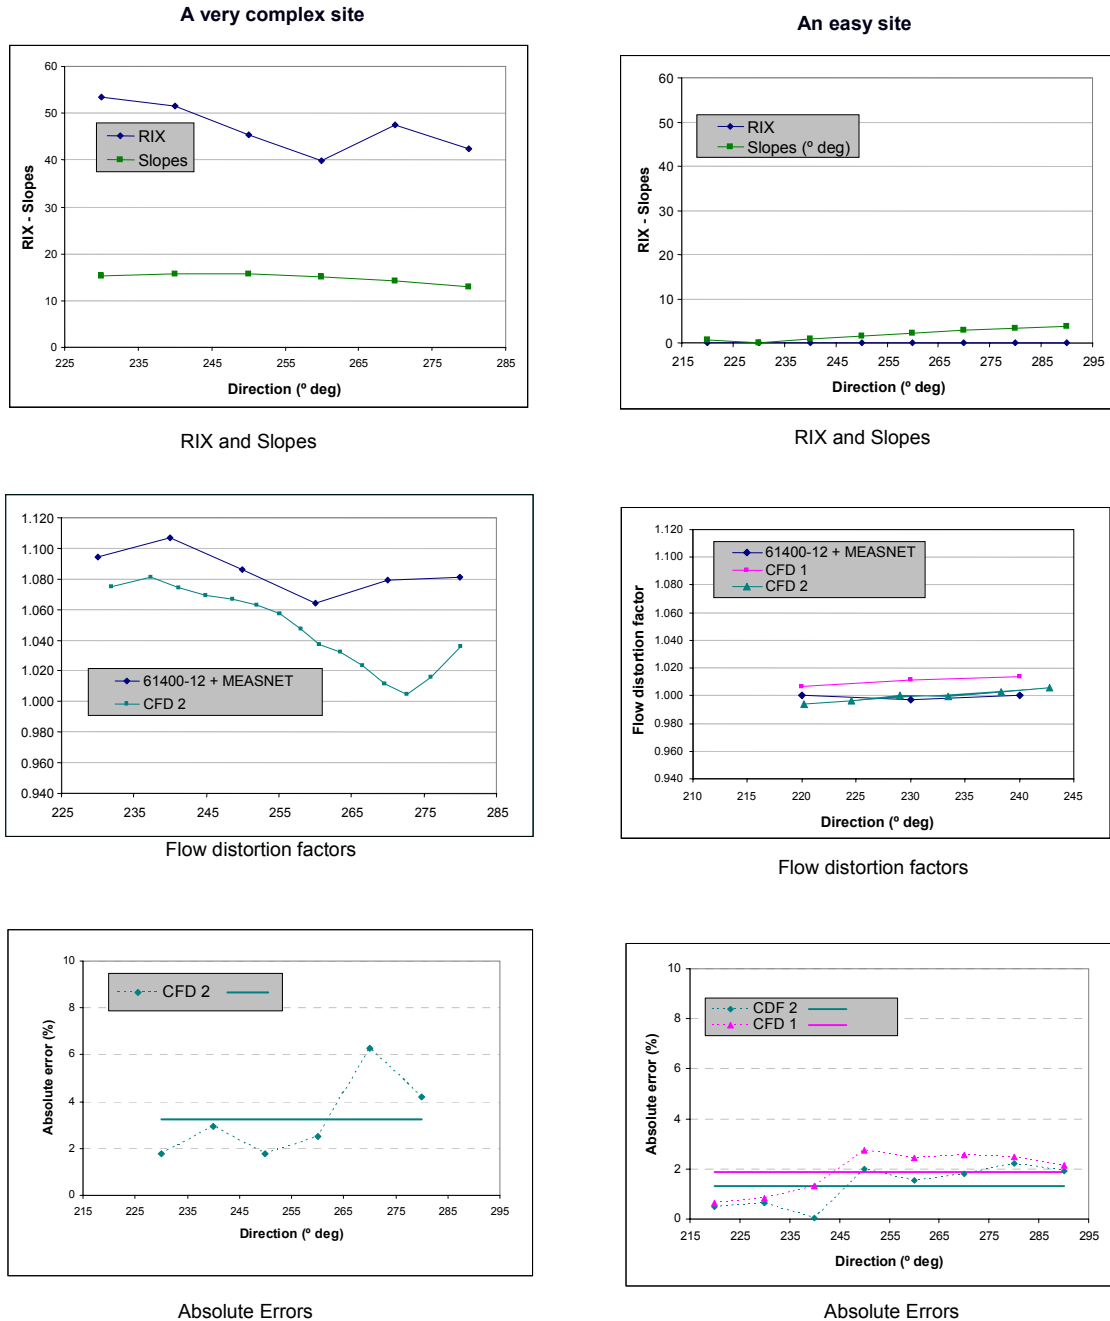 A very complex site
An easy site
60
50
40
30
20
10
0
RIX - Slopes
RIX
Slopes
225 235 245 255 265 275 285
Direction (º deg)
RIX and Slopes
60
50
40
30
20
10
0
RIX - Slopes
RIX
Slopes (º deg)
215 225 235 245 255 265 275 285 295
Direction (º deg)
RIX and Slopes
1.120
1.100
1.080
1.060
1.040
1.020
1.000
0.980
0.960
0.940
61400-12 + MEASNET
CFD 2
225 235 245 255 265 275 285
Flow distortion factors
1.120
1.100
1.080
1.060
1.040
1.020
1.000
0.980
0.960
0.940
Flow distortion factor
61400-12 + MEASNET
CFD 1
CFD 2
210 215 220 225 230 235 240 245
Direction (º deg)
Flow distortion factors
10
8
6
4
2
0
Absolute error (%)
CFD 2
215 225 235 245 255 265 275 285 295
Direction (º deg)
Absolute Errors
10
8
6
4
2
0
Absolute error (%)
CDF 2
CFD 1
215 225 235 245 255 265 275 285 295
Direction (º deg)
Absolute Errors